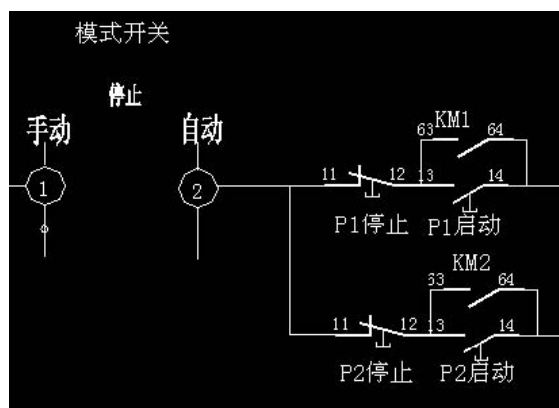 模式开关
停止
手动 自动
1 2
KM1
63 64
11 12 13 14
P1停止 P1启动
KM2
63 64
11 12 13 14
P2停止 P2启动